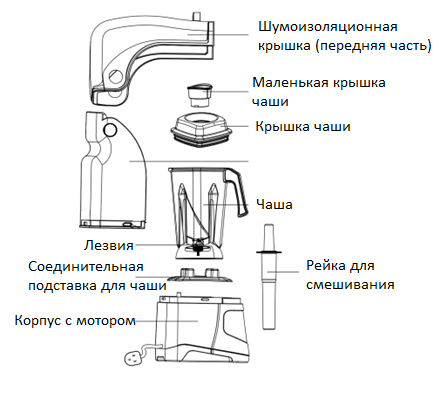 Шумоизоляционная
крышка (передняя часть)
Маленькая крышка
чаши
Крышка чаши
Чаша
Лезвия
Соединительная
подставка для чаши
Рейка для
смешивания
Корпус с мотором